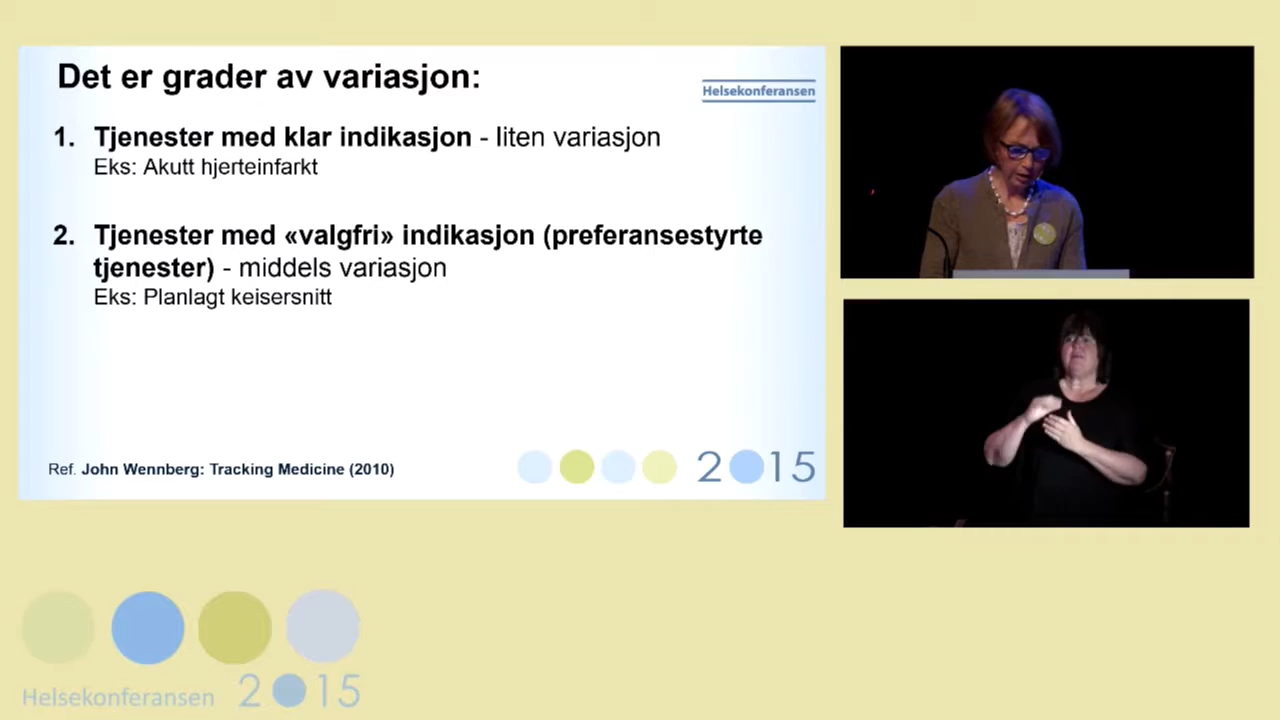 Det er grader av variasjon:
Helsekonferansen
1. Tjenester med klar indikasjon - liten variasjon
Eks: Akutt hjerteinfarkt
2. Tjenester med «valgfri» indikasjon (preferansestyrte
tjenester) - middels variasjon
Eks: Planlagt keisersnitt
Ref. John Wennberg: Tracking Medicine (2010)
2015
Helsekonferansen 2015